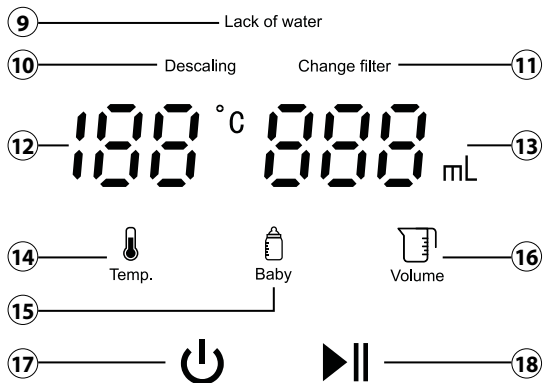 9 Lack of water
10 Descaling Change filter 11
12 188 °C 888 mL 13
14 Temp. Baby Volume 16
15
17 18